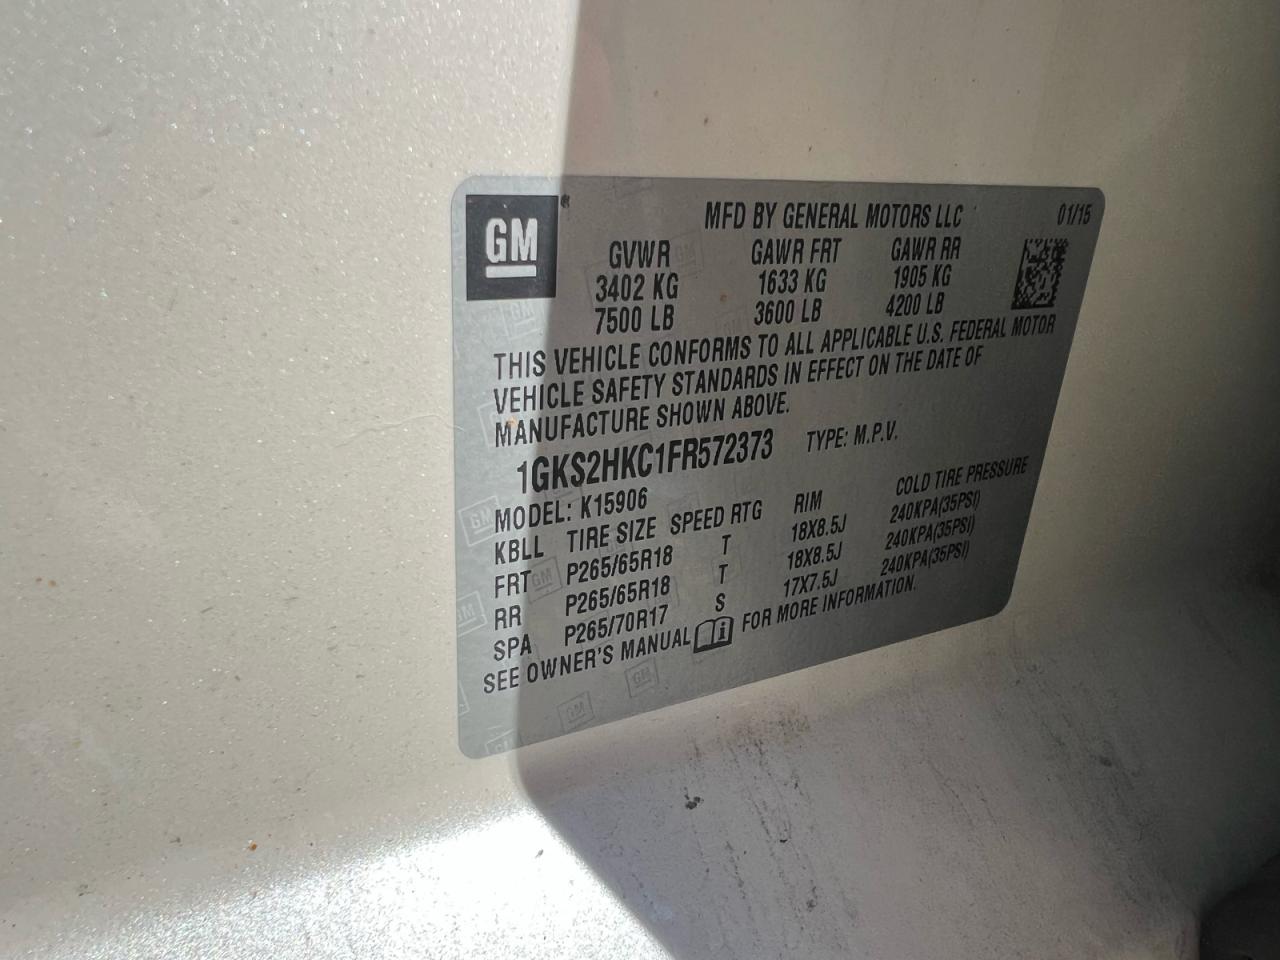 GM
MFD BY GENERAL MOTORS LLC 01/15
GVWR GAWR FRT GAWR RR
3402 KG 1633 KG 1905 KG
7500 LB 3600 LB 4200 LB
THIS VEHICLE CONFORMS TO ALL APPLICABLE U.S. FEDERAL MOTOR
VEHICLE SAFETY STANDARDS IN EFFECT ON THE DATE OF
MANUFACTURE SHOWN ABOVE.
1GKS2HKC1FR572373 TYPE: M.P.V.
MODEL: K15906
KBLL TIRE SIZE SPEED RTG RIM COLD TIRE PRESSURE
FRT P265/65R18 T 18X8.5J 240KPA(35PSI)
RR P265/65R18 T 18X8.5J 240KPA(35PSI)
SPA P265/70R17 S 17X7.5J 240KPA(35PSI)
SEE OWNER'S MANUAL FOR MORE INFORMATION.